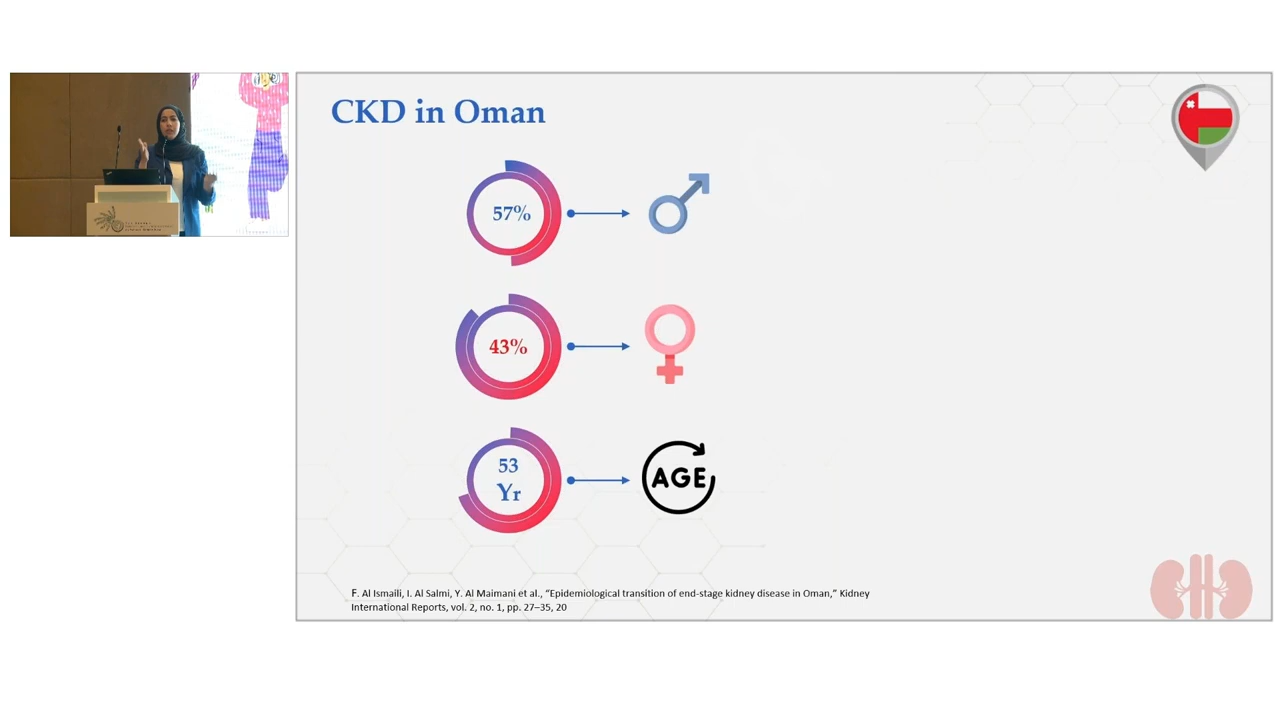 CKD in Oman
57%
43%
53
Yr
AGE
F. Al Ismaili, I. Al Salmi, Y. Al Maimani et al., “Epidemiological transition of end-stage kidney disease in Oman,” Kidney
International Reports, vol. 2, no. 1, pp. 27–35, 20